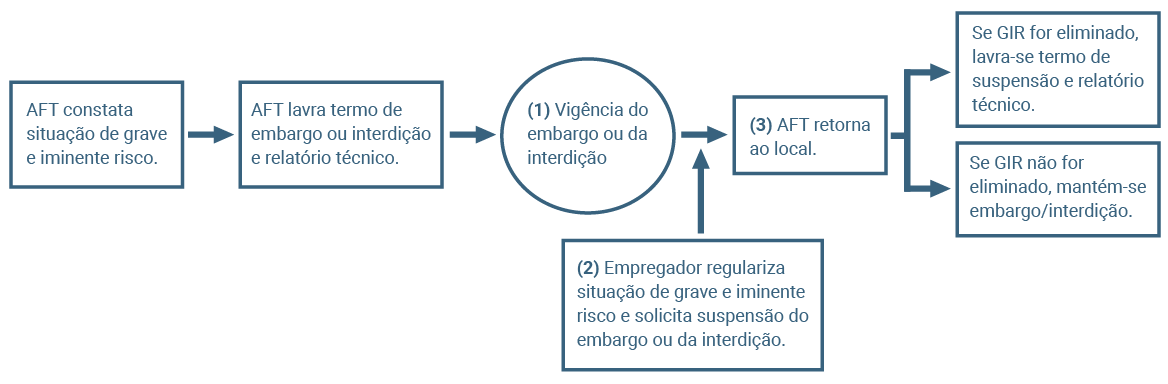 AFT constata
situação de grave
e iminente risco.
AFT lavra termo de
embargo ou interdição
e relatório técnico.
(1) Vigência do
embargo ou da
interdição
(2) Empregador regulariza
situação de grave e iminente
risco e solicita suspensão do
embargo ou da interdição.
(3) AFT retorna
ao local.
Se GIR for eliminado,
lavra-se termo de
suspensão e relatório
técnico.
Se GIR não for
eliminado, mantém-se
embargo/interdição.